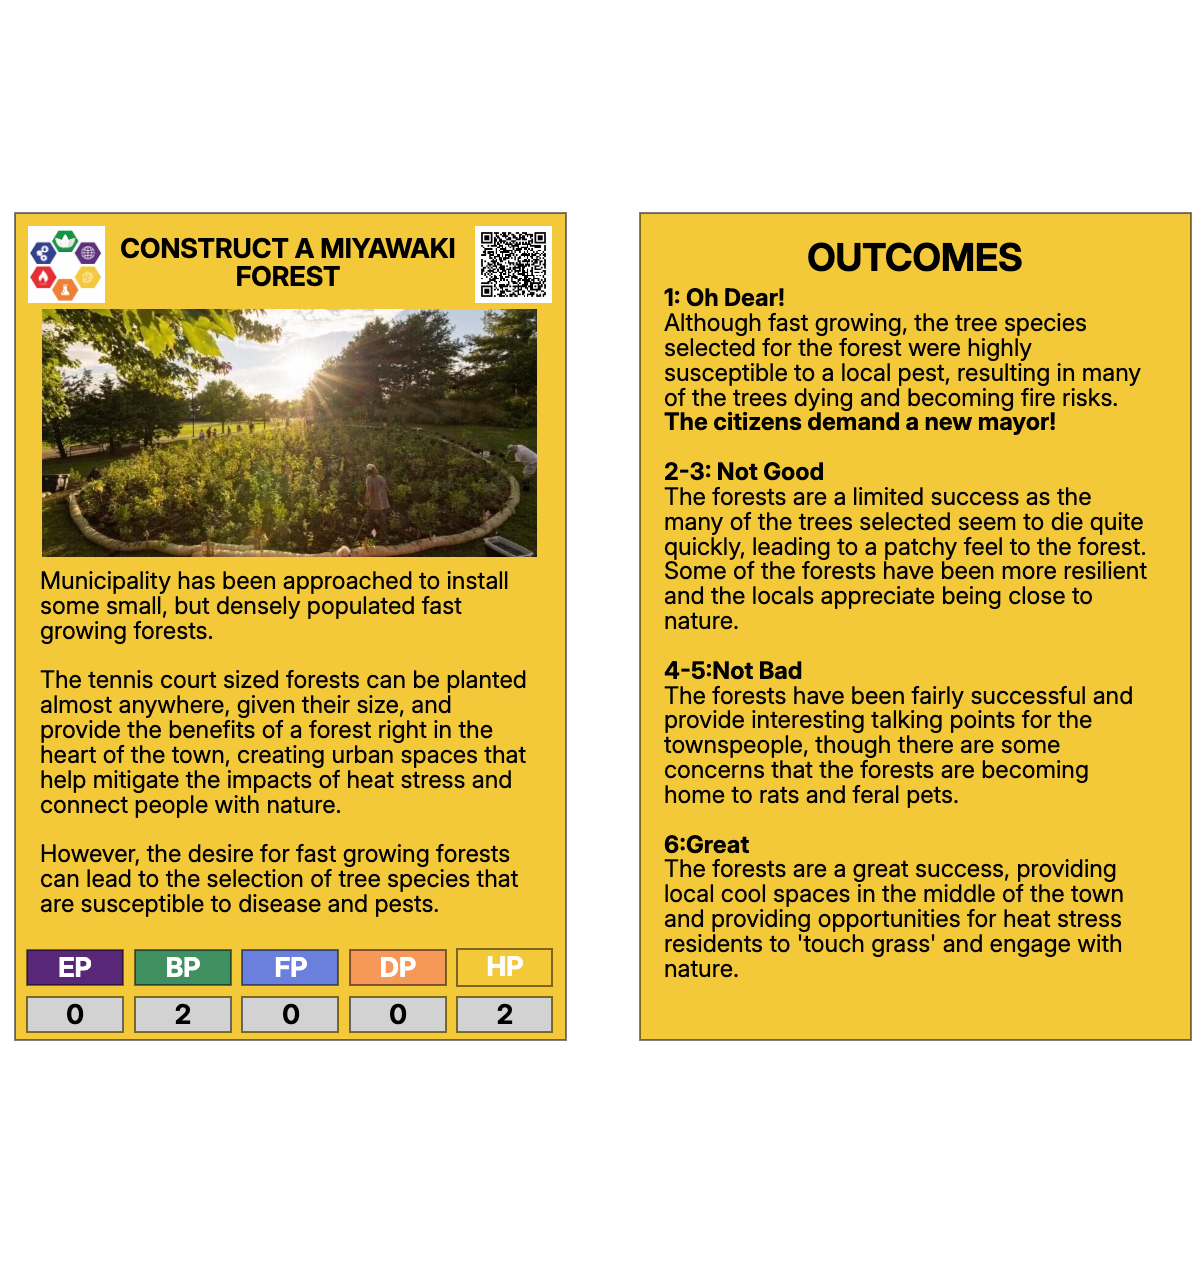 CONSTRUCT A MIYAWAKI
FOREST
Municipality has been approached to install
some small, but densely populated fast
growing forests.
The tennis court sized forests can be planted
almost anywhere, given their size, and
provide the benefits of a forest right in the
heart of the town, creating urban spaces that
help mitigate the impacts of heat stress and
connect people with nature.
However, the desire for fast growing forests
can lead to the selection of tree species that
are susceptible to disease and pests.
EP BP FP DP HP
0 2 0 0 2
OUTCOMES
1: Oh Dear!
Although fast growing, the tree species
selected for the forest were highly
susceptible to a local pest, resulting in many
of the trees dying and becoming fire risks.
The citizens demand a new mayor!
2-3: Not Good
The forests are a limited success as the
many of the trees selected seem to die quite
quickly, leading to a patchy feel to the forest.
Some of the forests have been more resilient
and the locals appreciate being close to
nature.
4-5:Not Bad
The forests have been fairly successful and
provide interesting talking points for the
townspeople, though there are some
concerns that the forests are becoming
home to rats and feral pets.
6:Great
The forests are a great success, providing
local cool spaces in the middle of the town
and providing opportunities for heat stress
residents to 'touch grass' and engage with
nature.